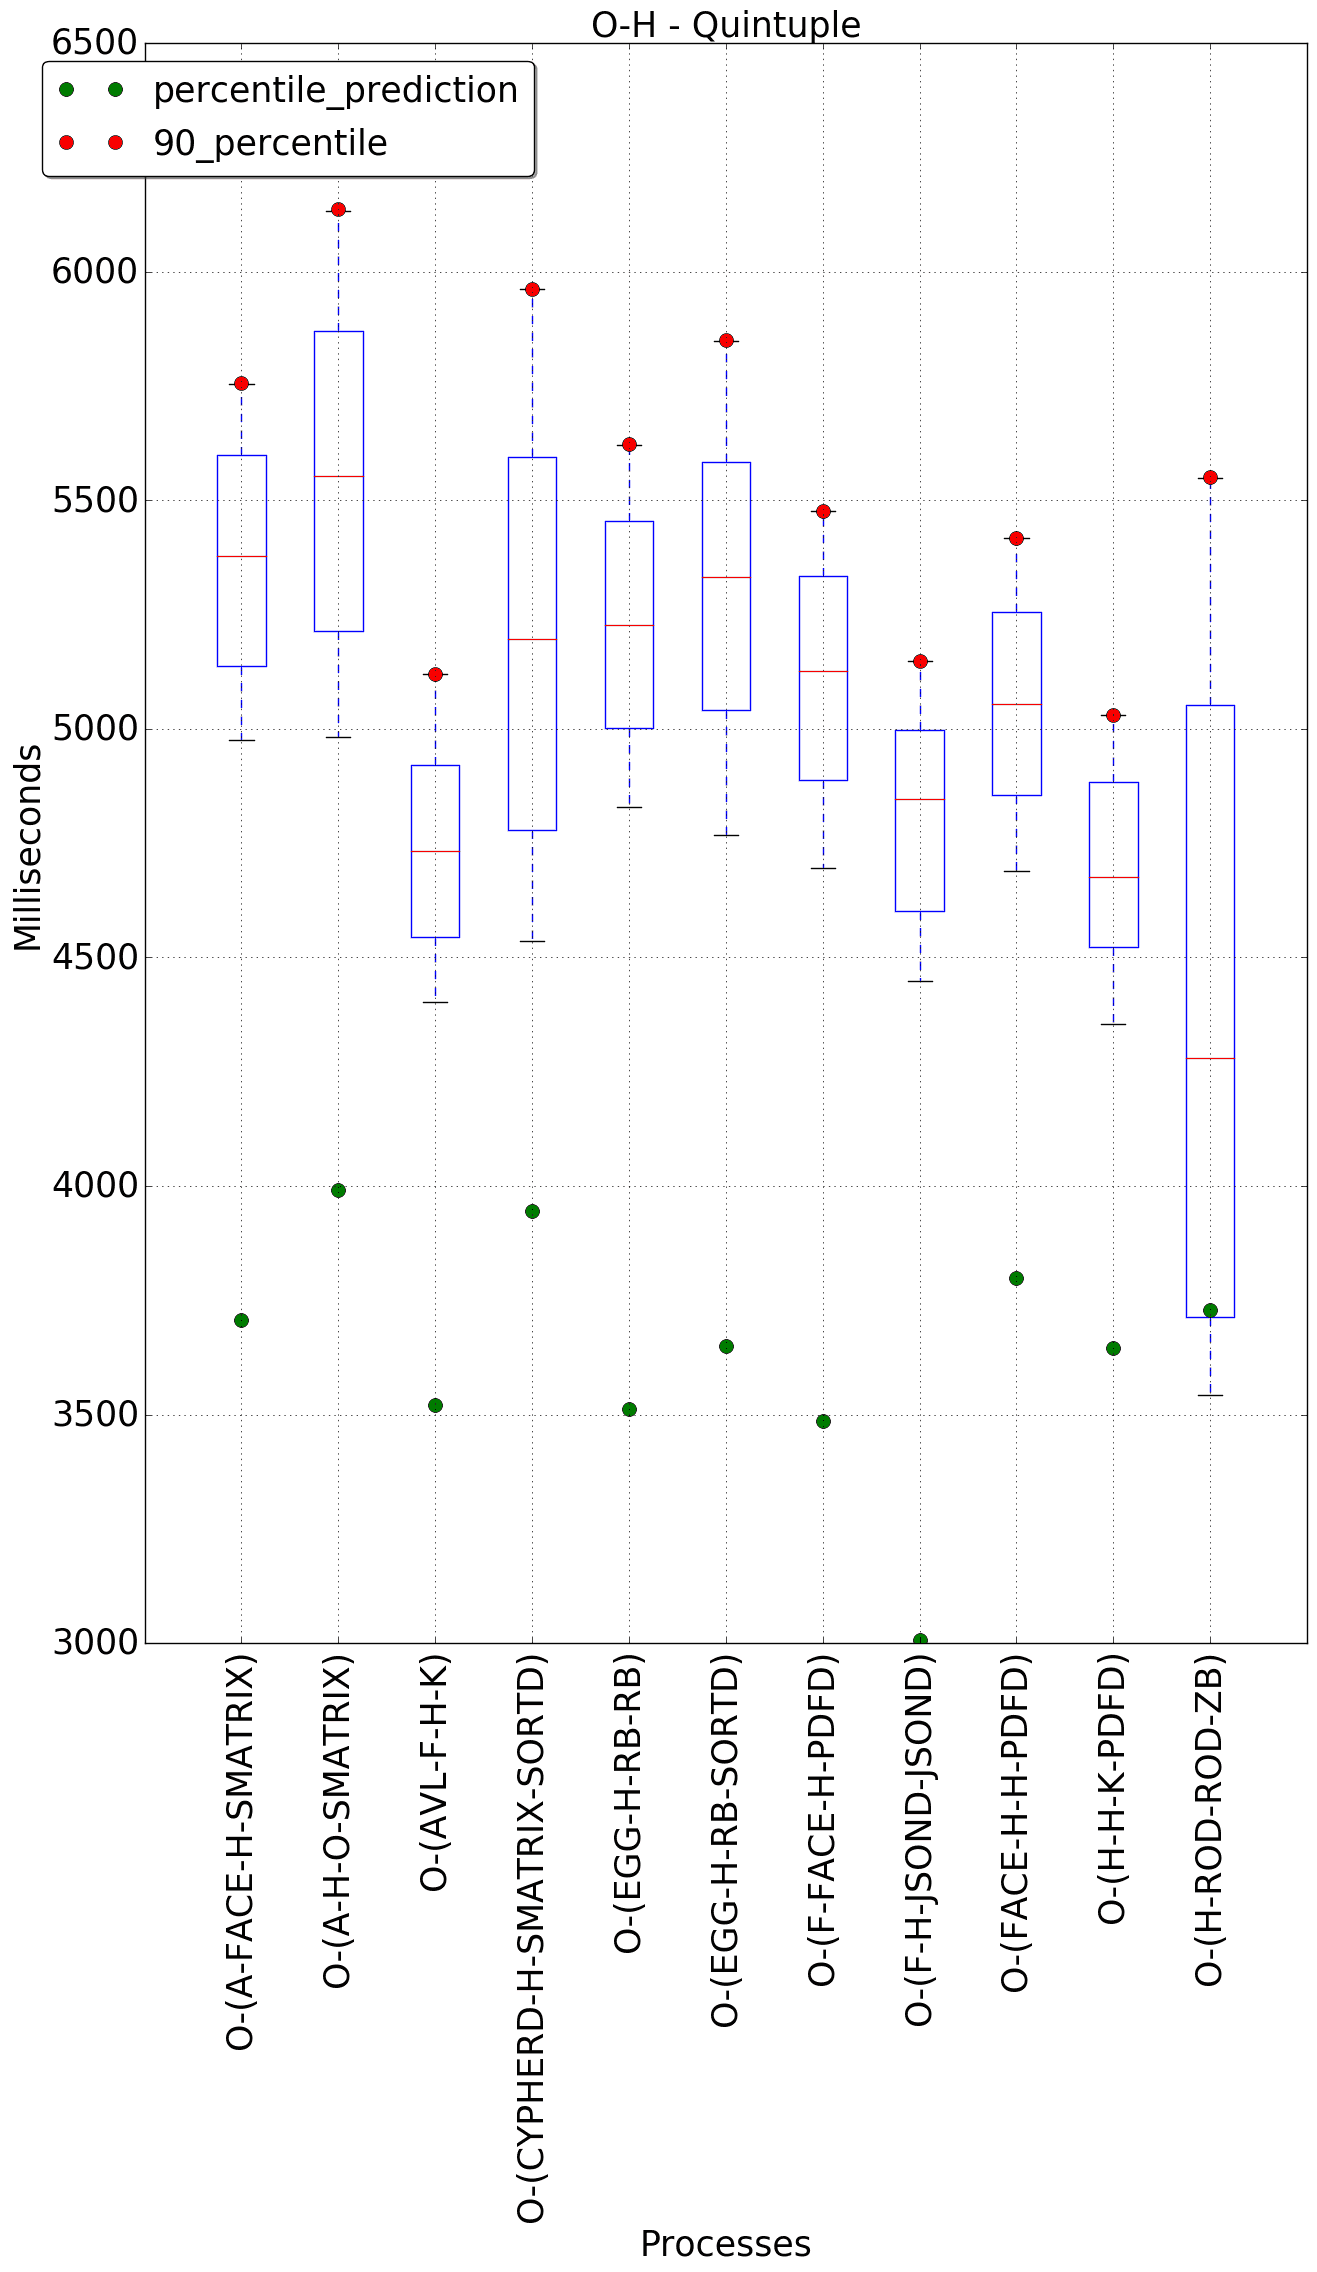 O-H - Quintuple
percentile_prediction
90_percentile
6500
6000
5500
5000
4500
4000
3500
3000
Milliseconds
O-(A-FACE-H-SMATRIX)
O-(A-H-O-SMATRIX)
O-(AVL-F-H-K)
O-(CYPHERD-H-SMATRIX-SORTD)
O-(EGG-H-RB-RB)
O-(EGG-H-RB-SORTD)
O-(F-FACE-H-PDFD)
O-(F-H-JSOND-JSOND)
O-(FACE-H-H-PDFD)
O-(H-H-K-PDFD)
O-(H-ROD-ROD-ZB)
Processes